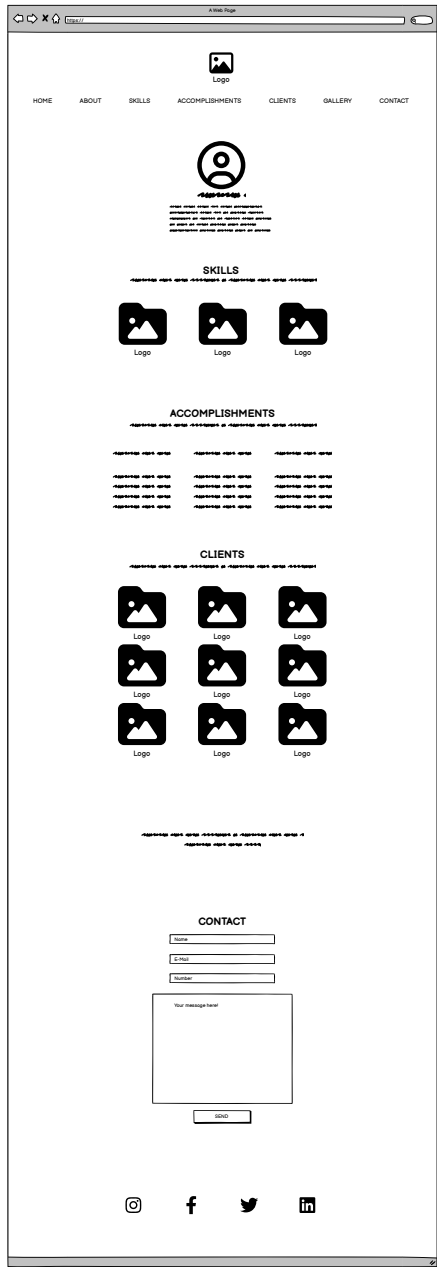 A Web Page
https://
Logo
HOME ABOUT SKILLS ACCOMPLISHMENTS CLIENTS GALLERY CONTACT
SKILLS
Logo Logo Logo
ACCOMPLISHMENTS
CLIENTS
Logo Logo Logo
Logo Logo Logo
Logo Logo Logo
CONTACT
Name
E-Mail
Number
Your message here!
SEND